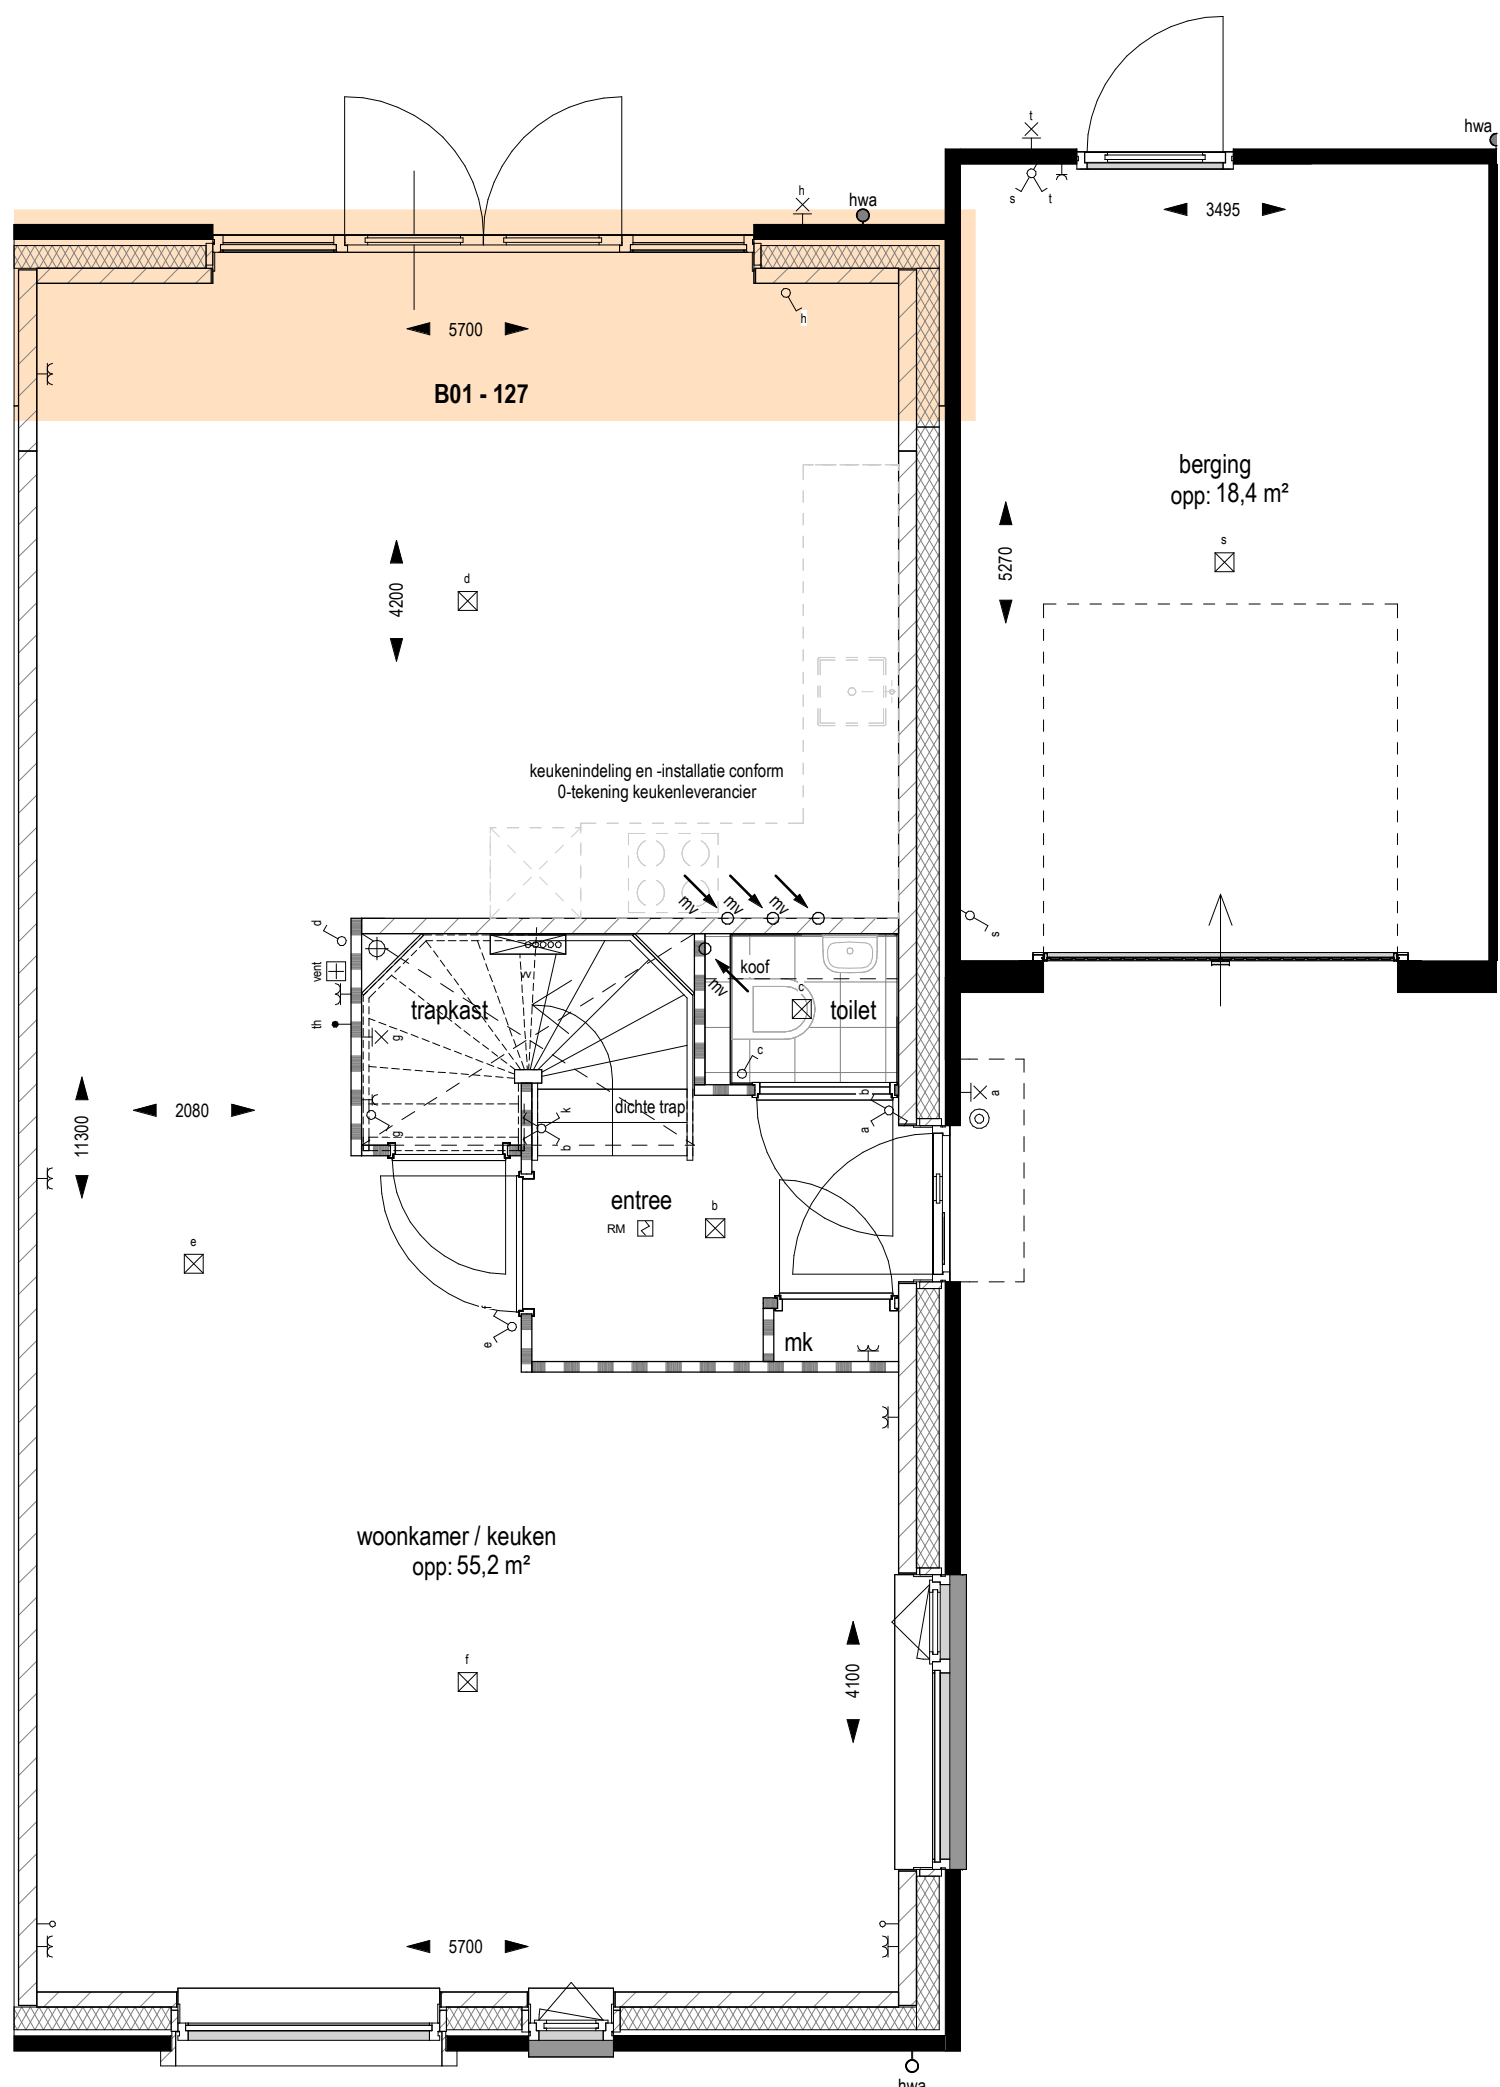 t
hwa
h
hwa
s
t
3495
h
5700
B01 - 127
berging
opp: 18,4 m²
5270
s
4200
d
keukenindeling en -installatie conform
0-tekening keukenleverancier
mv
mv
mv
d
s
vent
koof
mv
c
trapkast
toilet
th
g
c
a
11300
2080
g
k
b
dichte trap
b
a
entree
RM
b
e
f
e
mk
woonkamer / keuken
opp: 55,2 m²
f
4100
5700
hwa